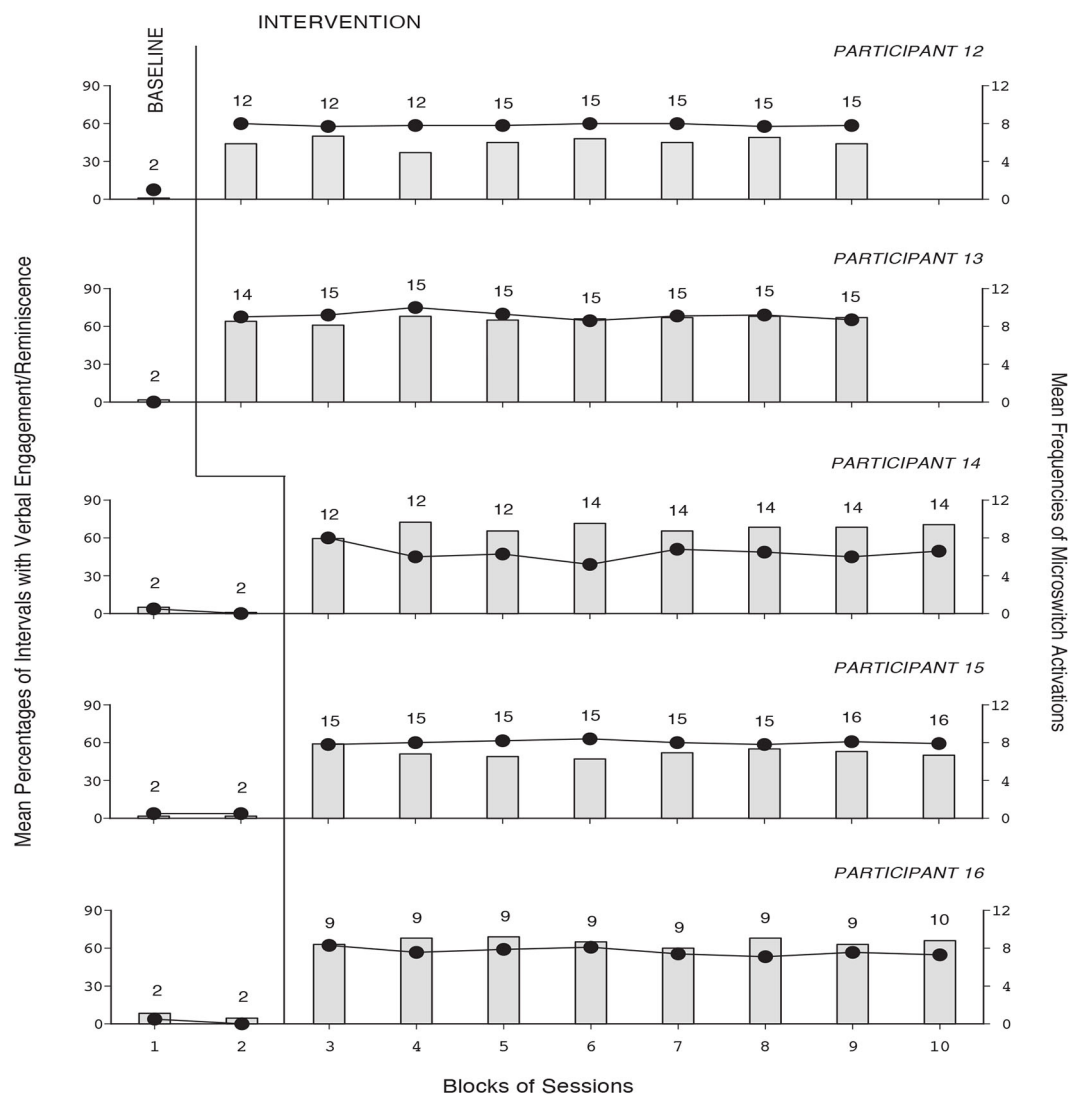 INTERVENTION
BASELINE
Mean Percentages of Intervals with Verbal Engagement/Reminiscence
Mean Frequencies of Microswitch Activations
PARTICIPANT 12
90 12
12 12 12 15 15 15 15 15
60 8
2
30 4
0 0
PARTICIPANT 13
90 12
14 15 15 15 15 15 15 15
60 8
30 4
2
0 0
PARTICIPANT 14
90 12
12 12 12 14 14 14 14 14
60 8
30 4
2 2
0 0
PARTICIPANT 15
90 12
15 15 15 15 15 15 16 16
60 8
30 4
2 2
0 0
PARTICIPANT 16
90 12
9 9 9 9 9 9 9 10
60 8
30 4
2 2
0 0
1 2 3 4 5 6 7 8 9 10
Blocks of Sessions